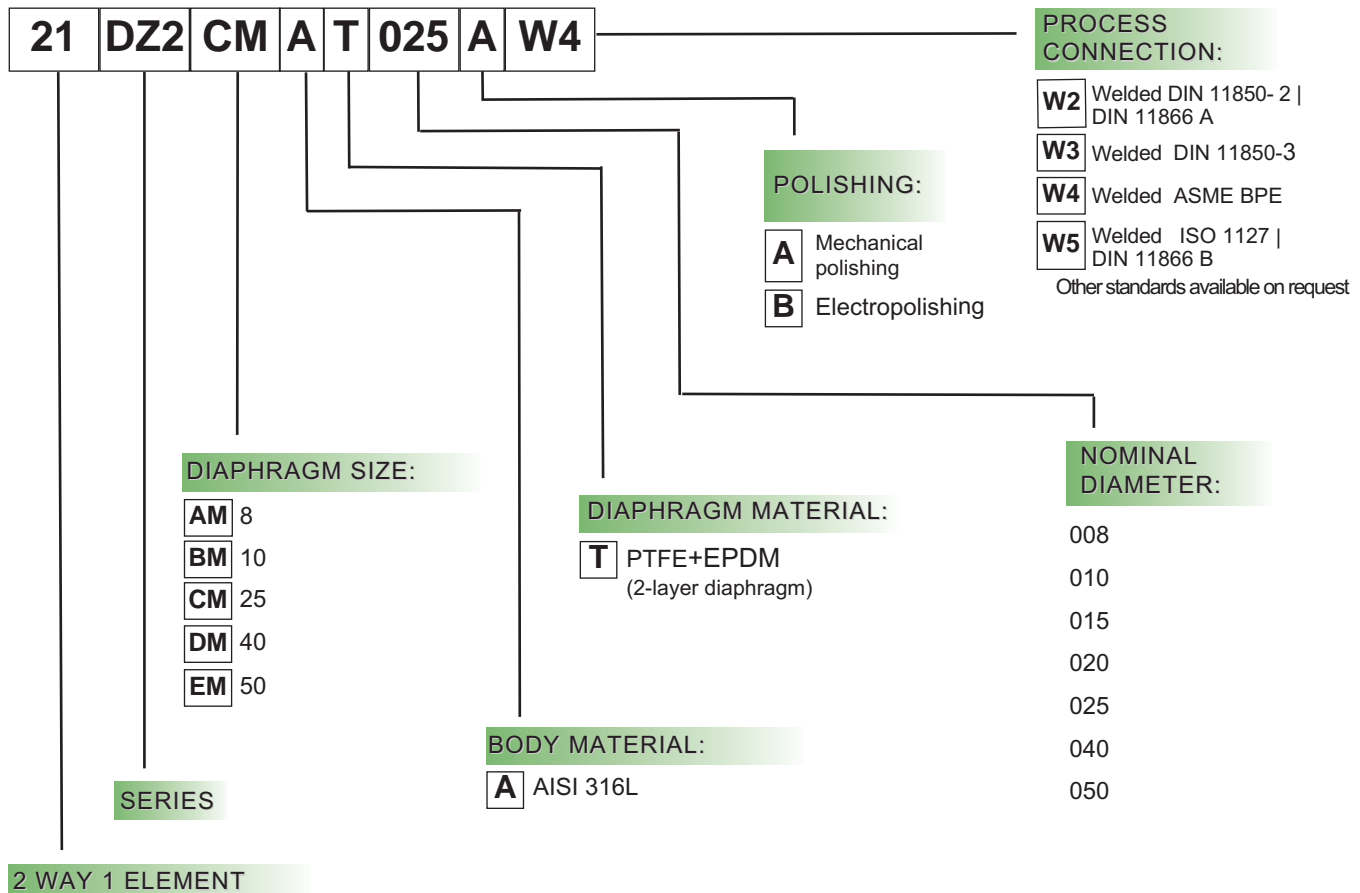 21 DZ2 CM A T 025 A W4
PROCESS
CONNECTION:
W2 Welded DIN 11850- 2 |
DIN 11866 A
W3 Welded DIN 11850-3
W4 Welded ASME BPE
W5 Welded ISO 1127 |
DIN 11866 B
Other standards available on request
POLISHING:
A Mechanical
polishing
B Electropolishing
DIAPHRAGM SIZE:
AM 8
BM 10
CM 25
DM 40
EM 50
DIAPHRAGM MATERIAL:
T PTFE+EPDM
(2-layer diaphragm)
NOMINAL
DIAMETER:
008
010
015
020
025
040
050
BODY MATERIAL:
A AISI 316L
SERIES
2 WAY 1 ELEMENT